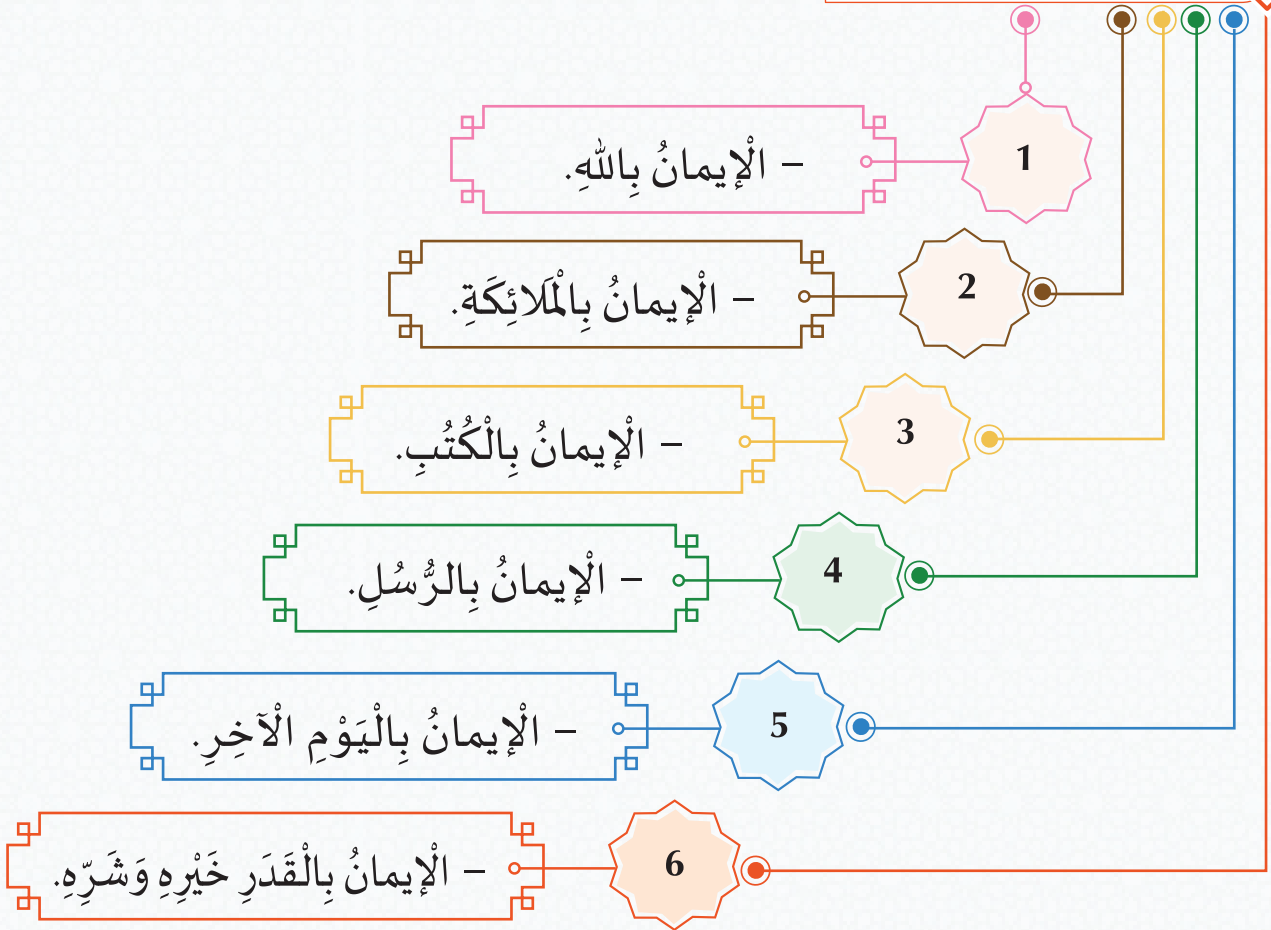 1 – الْإيمانُ بِاللهِ.
2 – الْإيمانُ بِالْمَلائِكَةِ.
3 – الْإيمانُ بِالْكُتُبِ.
4 – الْإيمانُ بِالرُّسُلِ.
5 – الْإيمانُ بِالْيَوْمِ الْآخِرِ.
6 – الْإيمانُ بِالْقَدَرِ خَيْرِهِ وَشَرِّهِ.